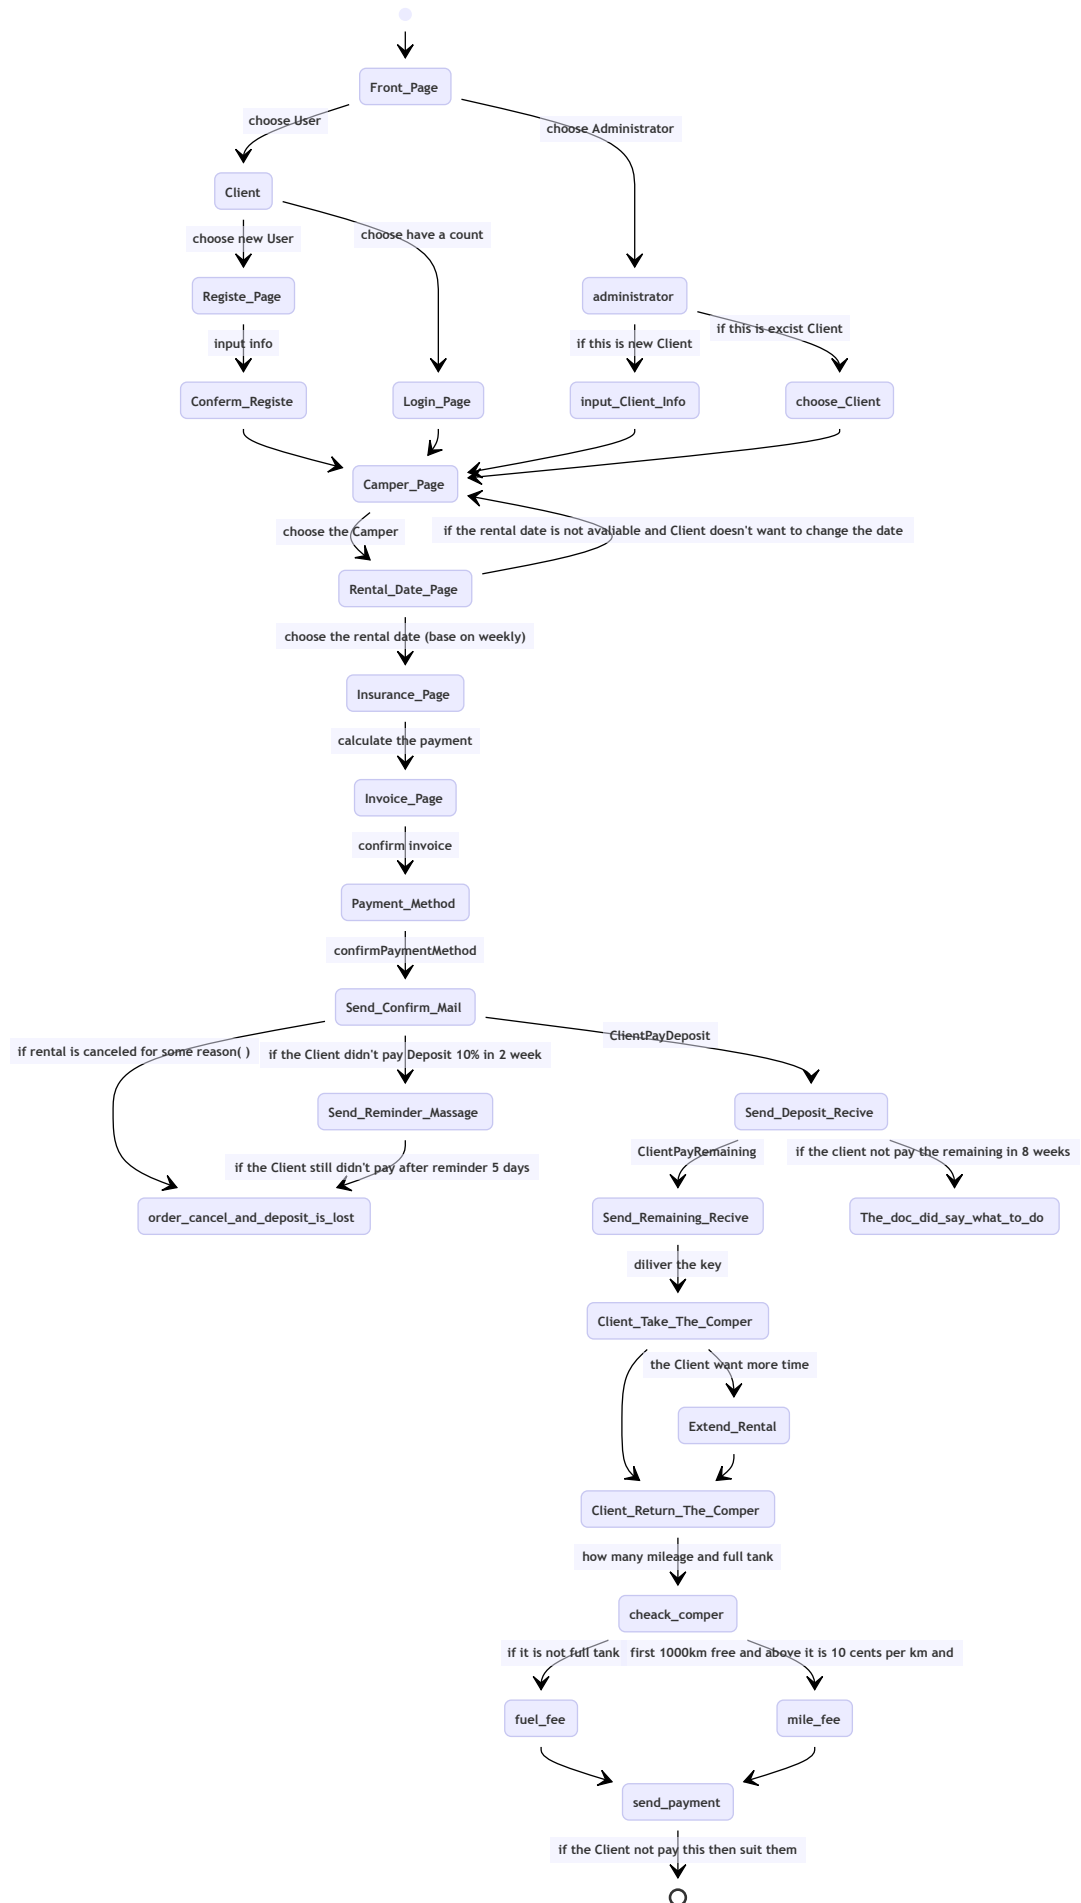 Front_Page
choose User
choose Administrator
Client
choose new User
choose have a count
Registe_Page
administrator
input info
if this is new Client
if this is excist Client
Conferm_Registe
Login_Page
input_Client_Info
choose_Client
Camper_Page
choose the Camper
if the rental date is not avaliable and Client doesn't want to change the date
Rental_Date_Page
choose the rental date (base on weekly)
Insurance_Page
calculate the payment
Invoice_Page
confirm invoice
Payment_Method
confirmPaymentMethod
Send_Confirm_Mail
if rental is canceled for some reason( )
if the Client didn't pay Deposit 10% in 2 week
ClientPayDeposit
Send_Reminder_Massage
Send_Deposit_Recive
if the Client still didn't pay after reminder 5 days
ClientPayRemaining
if the client not pay the remaining in 8 weeks
order_cancel_and_deposit_is_lost
Send_Remaining_Recive
The_doc_did_say_what_to_do
diliver the key
Client_Take_The_Comper
the Client want more time
Extend_Rental
Client_Return_The_Comper
how many mileage and full tank
cheack_comper
if it is not full tank
first 1000km free and above it is 10 cents per km and
fuel_fee
mile_fee
send_payment
if the Client not pay this then suit them